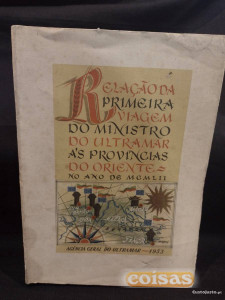 RELAÇÃO DA
PRIMEIRA
VIAGEM
DO MINISTRO
DO ULTRAMAR
ÀS PROVÍNCIAS
DO ORIENTE
NO ANO DE MCMLII
AGÊNCIA GERAL DO ULTRAMAR — 1953
coisas